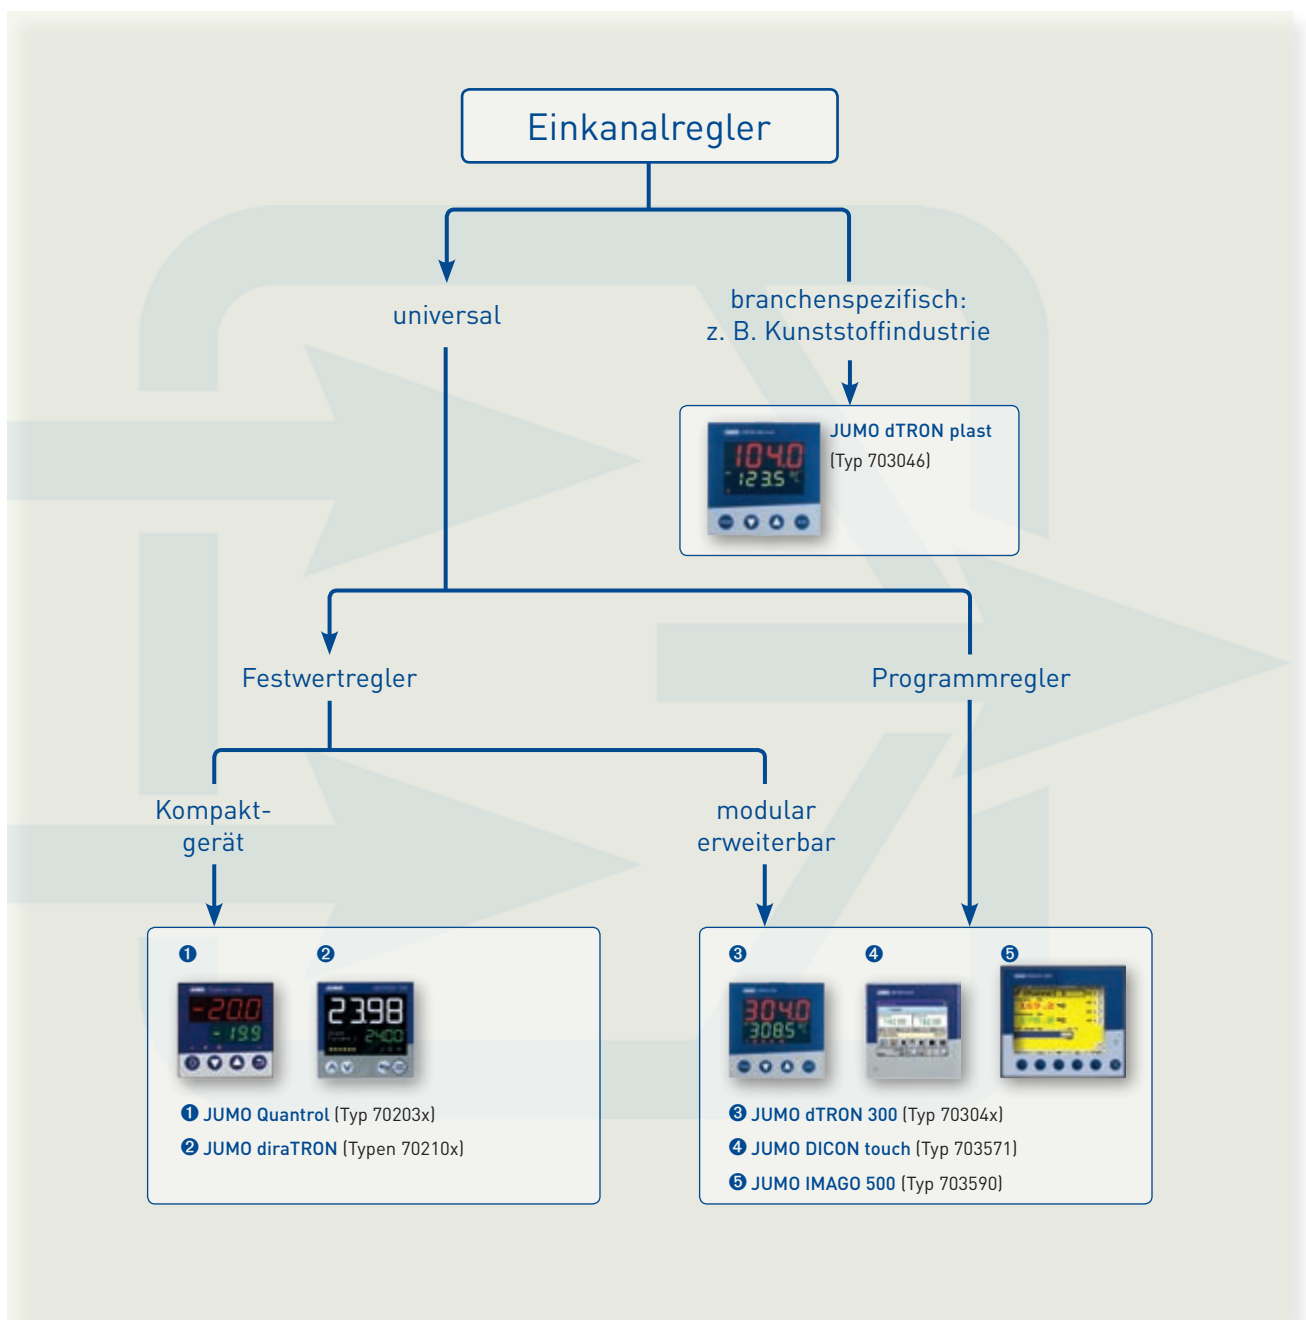 Einkanalregler
universal
branchenspezifisch:
z. B. Kunststoffindustrie
JUMO dTRON plast
(Typ 703046)
104.0
123.5
Festwertregler
Programmregler
Kompakt-
gerät
modular
erweiterbar
❶ ❷
-20.0
-19.9
JUMO
23.98
2400
❸ ❹ ❺
304.0
308.5
❶ JUMO Quantrol (Typ 70203x)
❷ JUMO diraTRON (Typen 70210x)
❸ JUMO dTRON 300 (Typ 70304x)
❹ JUMO DICON touch (Typ 703571)
❺ JUMO IMAGO 500 (Typ 703590)